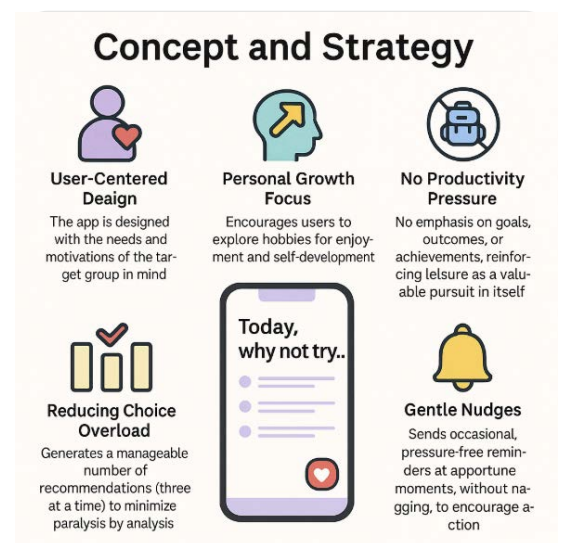 Concept and Strategy
User-Centered
Deaign
The app is designed
with the needs and
motivations of the tar-
get group in mind
Personal Growth
Focus
Encourages users to
explore hobbies for enjoy-
ment and self-development
No Productivity
Pressure
No emphasis on goals,
outcomes, or
achievements, reinfor-
cing lelsure as a valu-
able pursuit in itself
Reducing Choice
Overload
Generates a manageable
number of
recommendations (three
at a time) to minimize
paralysis by analysis
Today,
why not try..
Gentle Nudges
Sends occasional,
pressure-free remin-
ders at apportune
moments, without na-
gging, to encourage a-
ction